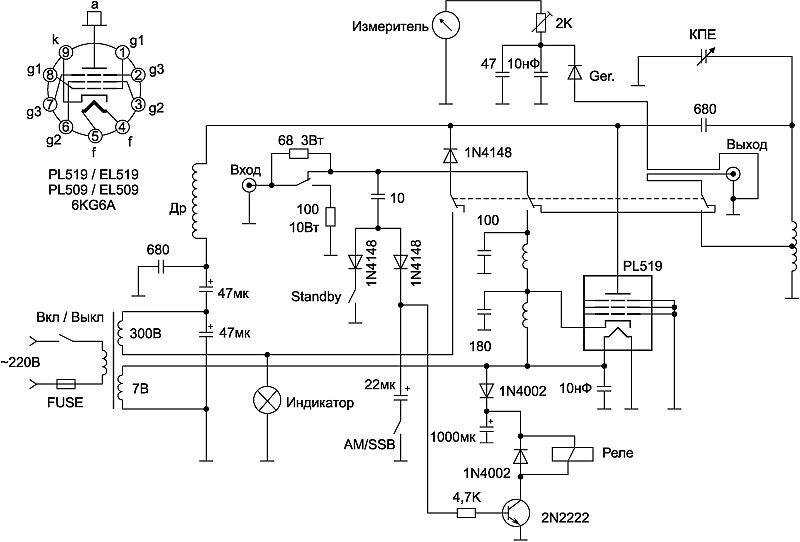 a
k
g1
9
1
g1
8
2
g3
g3
7
3
g2
g2
6
5
4
f
f
PL519 / EL519
PL509 / EL509
6KG6A
Измеритель
2K
47
10нФ
Ger.
КПЕ
680
Выход
1N4148
68 3Вт
Вход
100
10Вт
10
Др
680
47мк
47мк
1N4148
1N4148
Standby
100
180
PL519
Вкл / Выкл
~220В
FUSE
300В
7В
Индикатор
22мк
AM/SSB
1N4002
10нФ
1000мк
1N4002
Реле
4,7K
2N2222